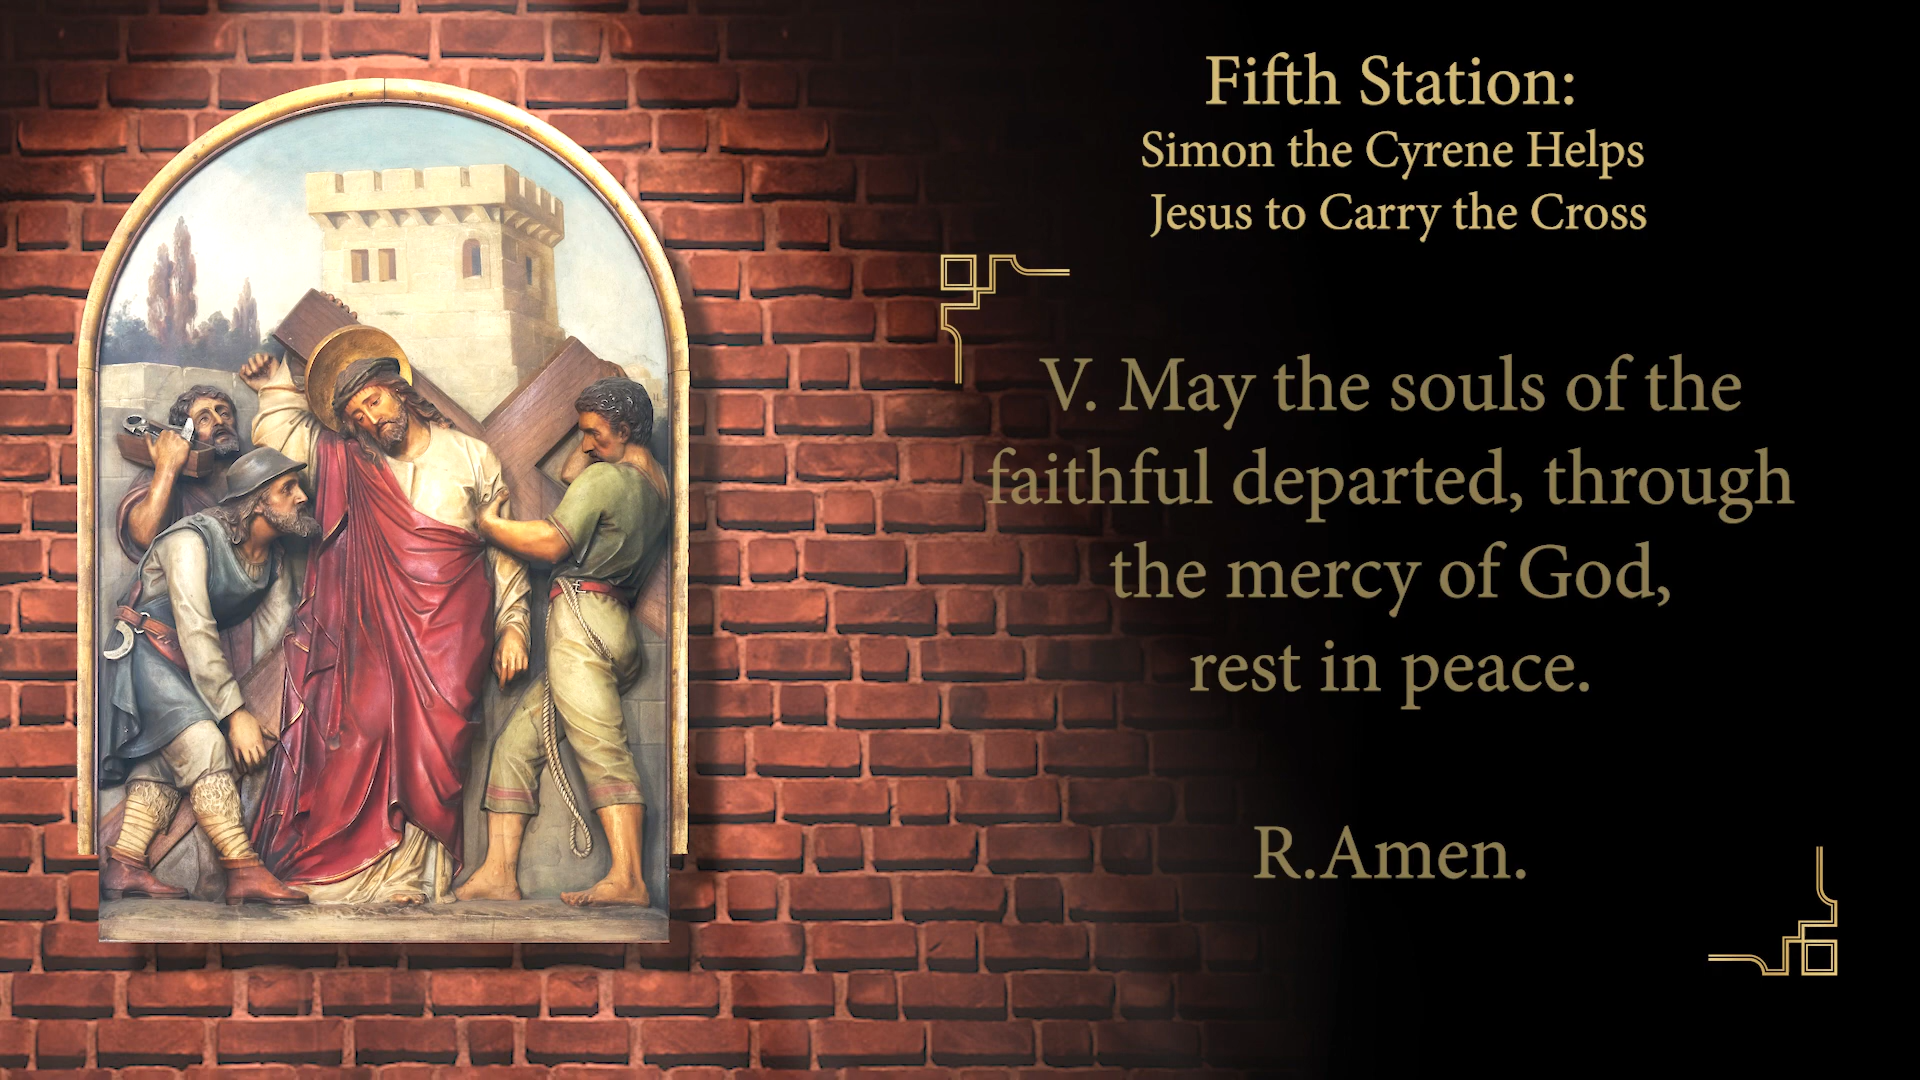 Fifth Station:
Simon the Cyrene Helps
Jesus to Carry the Cross
V. May the souls of the
faithful departed, through
the mercy of God,
rest in peace.
R.Amen.